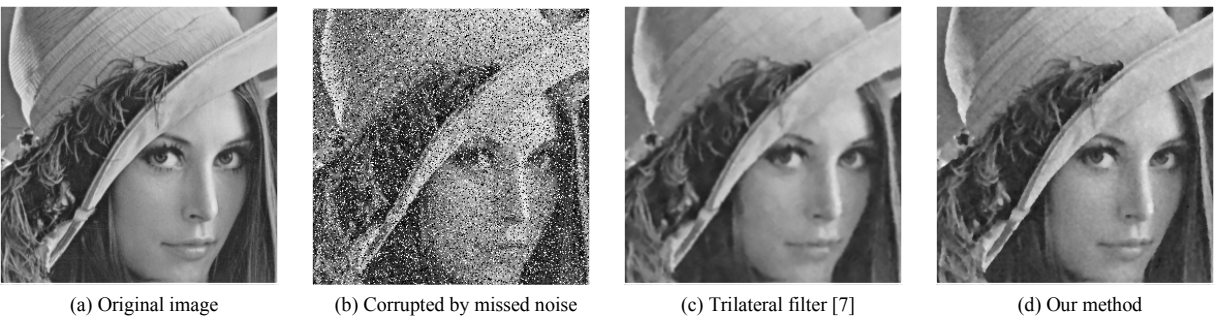 (a) Original image
(b) Corrupted by missed noise
(c) Trilateral filter [7]
(d) Our method